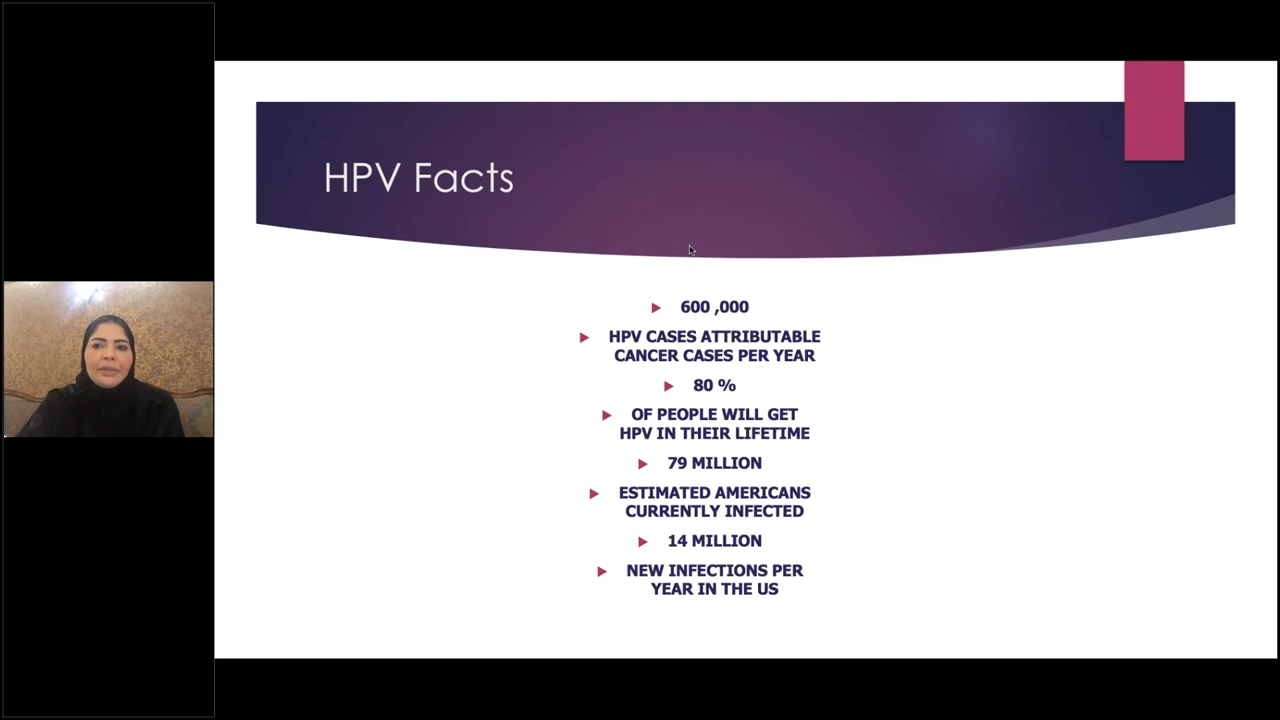 HPV Facts
600 ,000
HPV CASES ATTRIBUTABLE
CANCER CASES PER YEAR
80 %
OF PEOPLE WILL GET
HPV IN THEIR LIFETIME
79 MILLION
ESTIMATED AMERICANS
CURRENTLY INFECTED
14 MILLION
NEW INFECTIONS PER
YEAR IN THE US